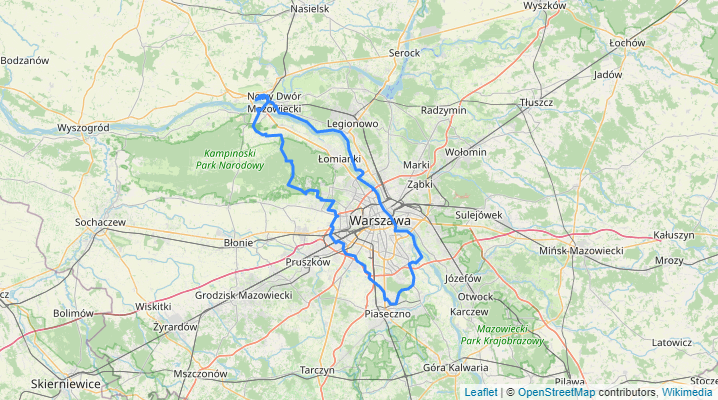 Nasielsk
Wyszków
Bodzanów
Serock
Łochów
Jadów
Nowy Dwór
Mazowiecki
Radzymin
Tłuszcz
Wyszogród
Legionowo
Kampinoski
Park Narodowy
Łomianki
Marki
Wołomin
Ząbki
Sochaczew
Warszawa
Sulejówek
Kałuszyn
Błonie
Mińsk-Mazowiecki
Mrozy
Pruszków
Józefów
Grodzisk Mazowiecki
Otwock
Bolimów
Wiskitki
Karczew
Żyrardów
Piaseczno
Mazowiecki
Park Krajobrazowy
Latowicz
Mszczonów
Tarczyn
Góra Kalwaria
Skierniewice
Pilawa
Leaflet | © OpenStreetMap contributors, Wikimedia